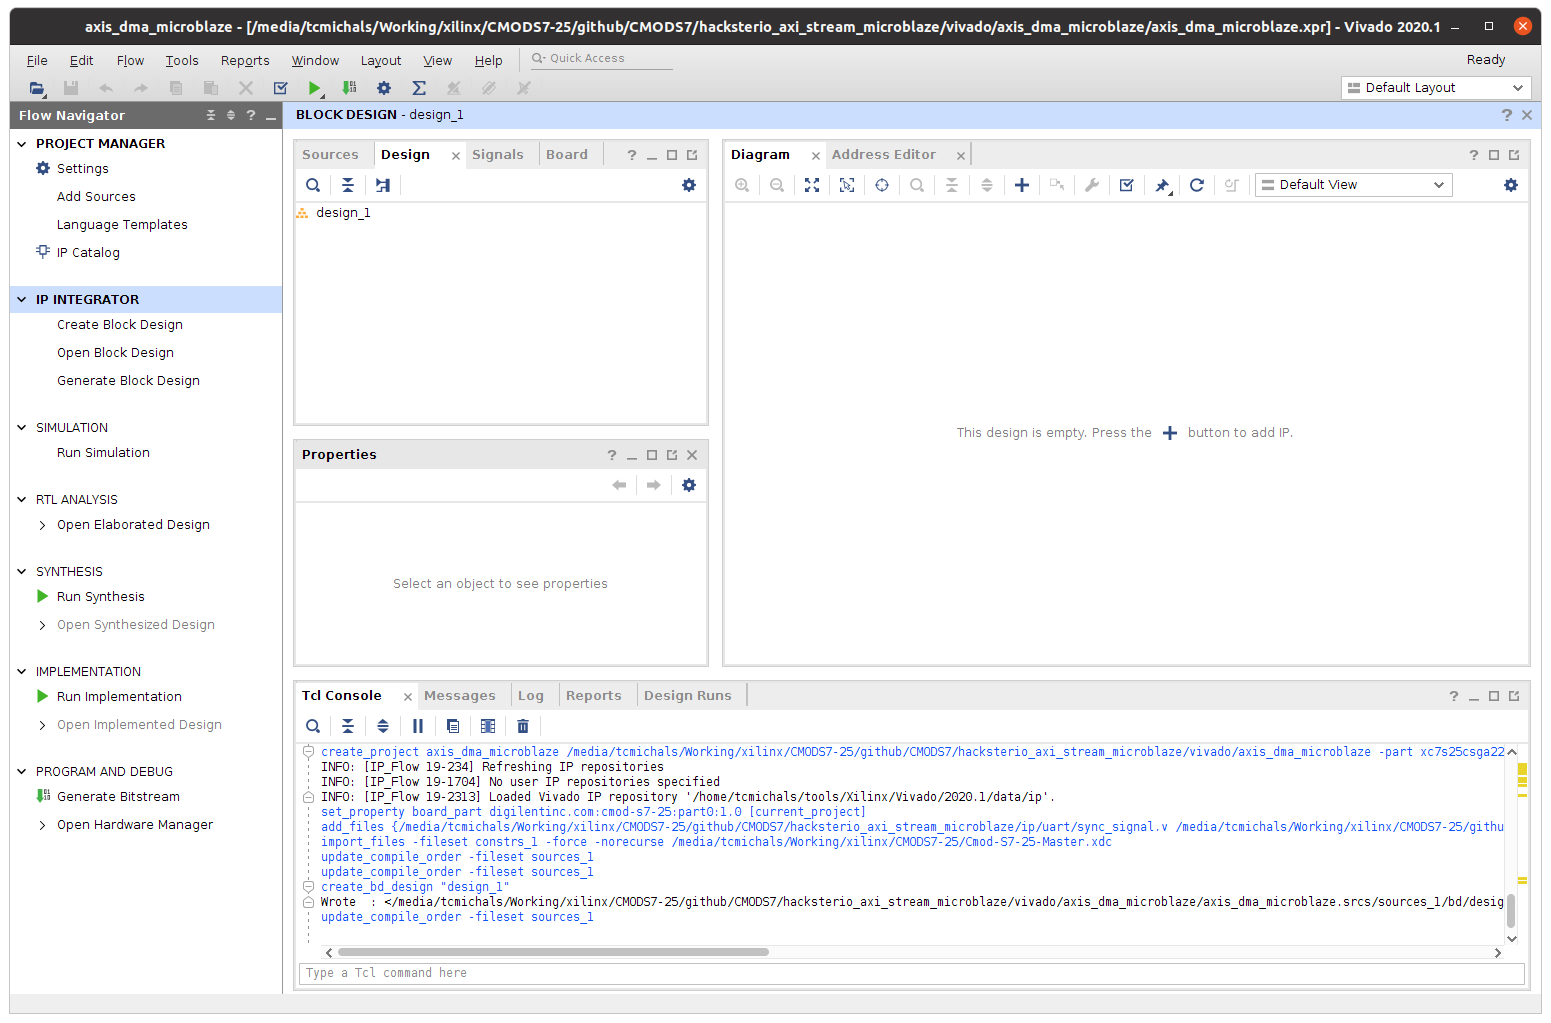 axis_dma_microblaze - [/media/tcmichals/Working/xilinx/CMODS7-25/github/CMODS7/hacksterio_axi_stream_microblaze/vivado/axis_dma_microblaze/axis_dma_microblaze.xpr] - Vivado 2020.1
File Edit Flow Tools Reports Window Layout View Help Quick Access Ready
Default Layout
Flow Navigator
PROJECT MANAGER
Settings
Add Sources
Language Templates
IP Catalog
IP INTEGRATOR
Create Block Design
Open Block Design
Generate Block Design
SIMULATION
Run Simulation
RTL ANALYSIS
Open Elaborated Design
SYNTHESIS
Run Synthesis
Open Synthesized Design
IMPLEMENTATION
Run Implementation
Open Implemented Design
PROGRAM AND DEBUG
Generate Bitstream
Open Hardware Manager
BLOCK DESIGN - design_1
Sources Design Signals Board
design_1
Properties
Select an object to see properties
Diagram Address Editor
Default View
This design is empty. Press the + button to add IP.
Tcl Console Messages Log Reports Design Runs
create_project axis_dma_microblaze /media/tcmichals/Working/xilinx/CMODS7-25/github/CMODS7/hacksterio_axi_stream_microblaze/vivado/axis_dma_microblaze -part xc7s25csga22
INFO: [IP_Flow 19-234] Refreshing IP repositories
INFO: [IP_Flow 19-1704] No user IP repositories specified
INFO: [IP_Flow 19-2313] Loaded Vivado IP repository '/home/tcmichals/tools/Xilinx/Vivado/2020.1/data/ip'.
set_property board_part digilentinc.com:cmod-s7-25:part0:1.0 [current_project]
add_files {/media/tcmichals/Working/xilinx/CMODS7-25/github/CMODS7/hacksterio_axi_stream_microblaze/ip/uart/sync_signal.v /media/tcmichals/Working/xilinx/CMODS7-25/githu
import_files -fileset constrs_1 -force -norecurse /media/tcmichals/Working/xilinx/CMODS7-25/Cmod-S7-25-Master.xdc
update_compile_order -fileset sources_1
update_compile_order -fileset sources_1
create_bd_design "design_1"
Wrote  : </media/tcmichals/Working/xilinx/CMODS7-25/github/CMODS7/hacksterio_axi_stream_microblaze/vivado/axis_dma_microblaze/axis_dma_microblaze.srcs/sources_1/bd/desig
update_compile_order -fileset sources_1
Type a Tcl command here